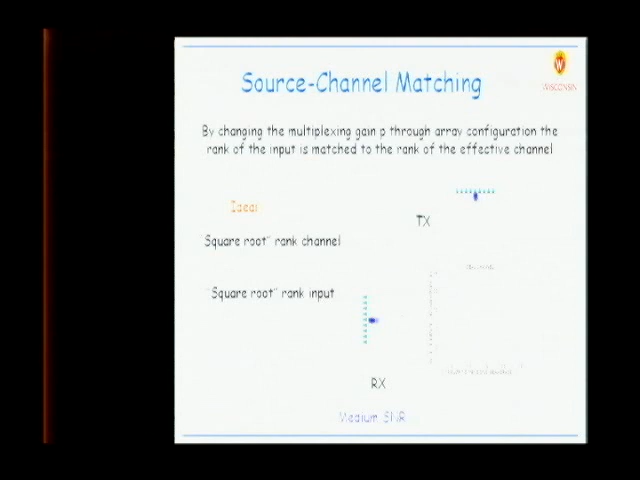 Source-Channel Matching
WISCONSIN
By changing the multiplexing gain p through array configuration the
rank of the input is matched to the rank of the effective channel
Ideal
TX
Square root" rank channel
"Square root" rank input
RX
Medium SNR